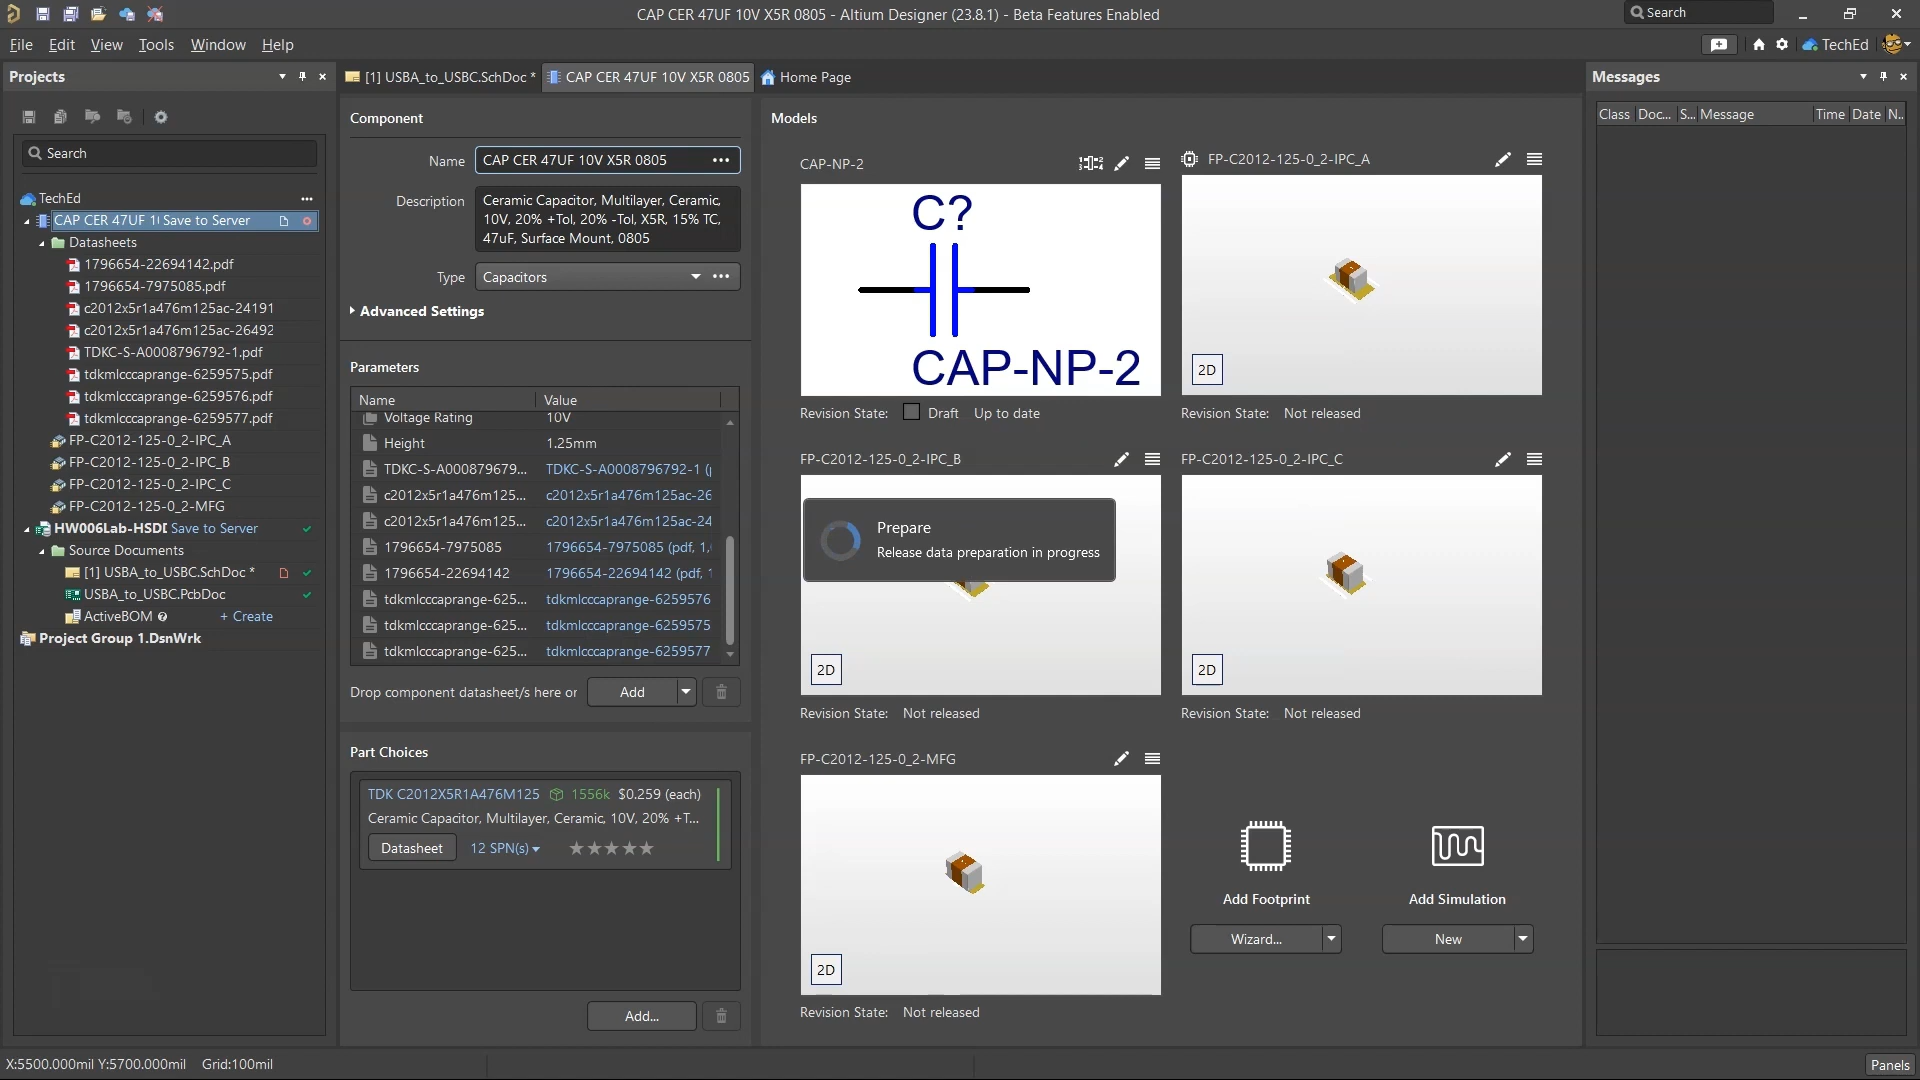 CAP CER 47UF 10V X5R 0805 - Altium Designer (23.8.1) - Beta Features Enabled
Search
File Edit View Tools Window Help
TechEd
Projects
[1] USBA_to_USBC.SchDoc *
CAP CER 47UF 10V X5R 0805
Home Page
Messages
Search
TechEd
CAP CER 47UF 1 Save to Server
Datasheets
1796654-22694142.pdf
1796654-7975085.pdf
c2012x5r1a476m125ac-24191
c2012x5r1a476m125ac-26492
TDKC-S-A0008796792-1.pdf
tdkmlcccaprange-6259575.pdf
tdkmlcccaprange-6259576.pdf
tdkmlcccaprange-6259577.pdf
FP-C2012-125-0_2-IPC_A
FP-C2012-125-0_2-IPC_B
FP-C2012-125-0_2-IPC_C
FP-C2012-125-0_2-MFG
HW006Lab-HSDI Save to Server
Source Documents
[1] USBA_to_USBC.SchDoc *
USBA_to_USBC.PcbDoc
ActiveBOM + Create
Project Group 1.DsnWrk
Component
Name CAP CER 47UF 10V X5R 0805
Description Ceramic Capacitor, Multilayer, Ceramic,
10V, 20% +Tol, 20% -Tol, X5R, 15% TC,
47uF, Surface Mount, 0805
Type Capacitors
Advanced Settings
Parameters
Name Value
Voltage Rating 10V
Height 1.25mm
TDKC-S-A000879679... TDKC-S-A0008796792-1 (
c2012x5r1a476m125... c2012x5r1a476m125ac-26
c2012x5r1a476m125... c2012x5r1a476m125ac-24
1796654-7975085 1796654-7975085 (pdf, 1,
1796654-22694142 1796654-22694142 (pdf, 1
tdkmlcccaprange-625... tdkmlcccaprange-6259576
tdkmlcccaprange-625... tdkmlcccaprange-6259575
tdkmlcccaprange-625... tdkmlcccaprange-6259577
Drop component datasheet/s here or Add
Part Choices
TDK C2012X5R1A476M125 1556k $0.259 (each)
Ceramic Capacitor, Multilayer, Ceramic, 10V, 20% +T...
Datasheet 12 SPN(s)
Add...
Models
CAP-NP-2
C?
CAP-NP-2
Revision State: Draft Up to date
FP-C2012-125-0_2-IPC_A
2D
Revision State: Not released
FP-C2012-125-0_2-IPC_B
Prepare
Release data preparation in progress
2D
Revision State: Not released
FP-C2012-125-0_2-IPC_C
2D
Revision State: Not released
FP-C2012-125-0_2-MFG
2D
Revision State: Not released
Add Footprint
Wizard...
Add Simulation
New
Class Doc... S... Message Time Date N..
X:5500.000mil Y:5700.000mil Grid:100mil
Panels